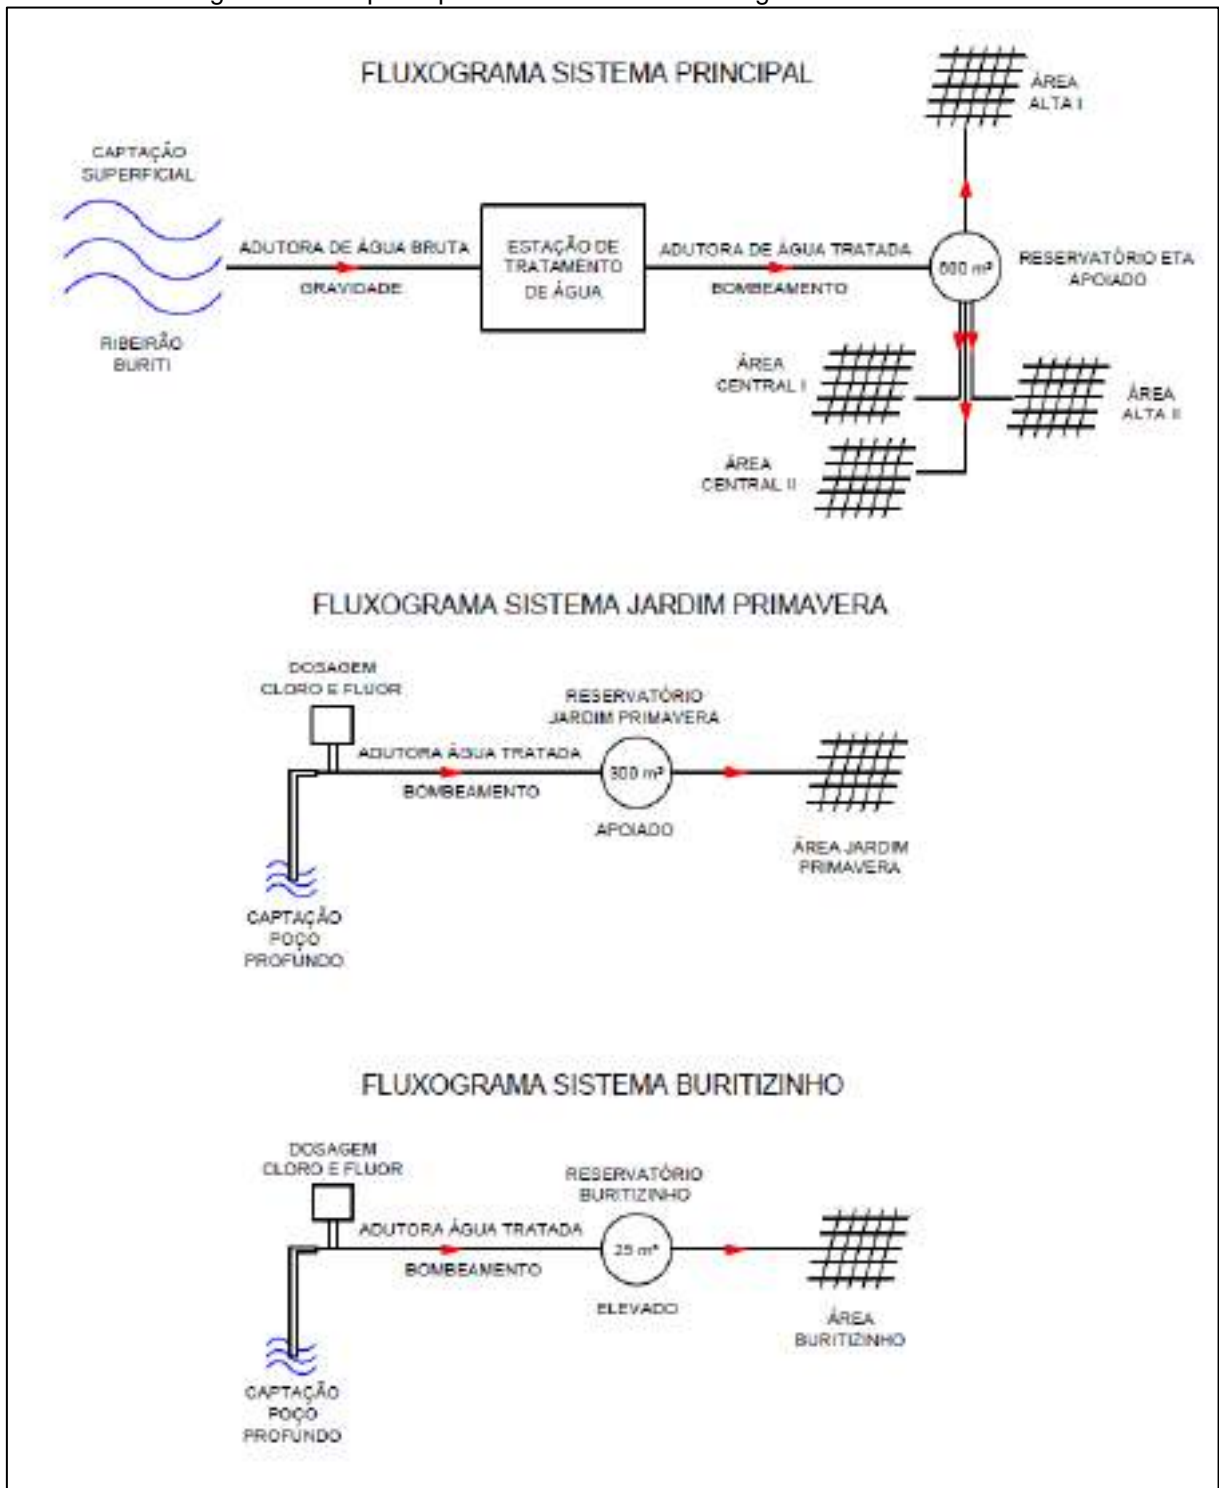 FLUXOGRAMA SISTEMA PRINCIPAL
ÁREA
ALTA I
CAPTAÇÃO
SUPERFICIAL
ADUTORA DE ÁGUA BRUTA
GRAVIDADE
RIBEIRÃO
BURITI
ESTAÇÃO DE
TRATAMENTO
DE ÁGUA
ADUTORA DE ÁGUA TRATADA
BOMBEAMENTO
m³
RESERVATÓRIO ETA
APOIADO
ÁREA
CENTRAL I
ÁREA
ALTA II
ÁREA
CENTRAL II
FLUXOGRAMA SISTEMA JARDIM PRIMAVERA
DOSAGEM
CLORO E FLUOR
ADUTORA ÁGUA TRATADA
BOMBEAMENTO
RESERVATÓRIO
JARDIM PRIMAVERA
300 m³
APOIADO
ÁREA JARDIM
PRIMAVERA
CAPTAÇÃO
POÇO
PROFUNDO
FLUXOGRAMA SISTEMA BURITIZINHO
DOSAGEM
CLORO E FLUOR
ADUTORA ÁGUA TRATADA
BOMBEAMENTO
RESERVATÓRIO
BURITIZINHO
25 m³
ELEVADO
ÁREA
BURITIZINHO
CAPTAÇÃO
POÇO
PROFUNDO